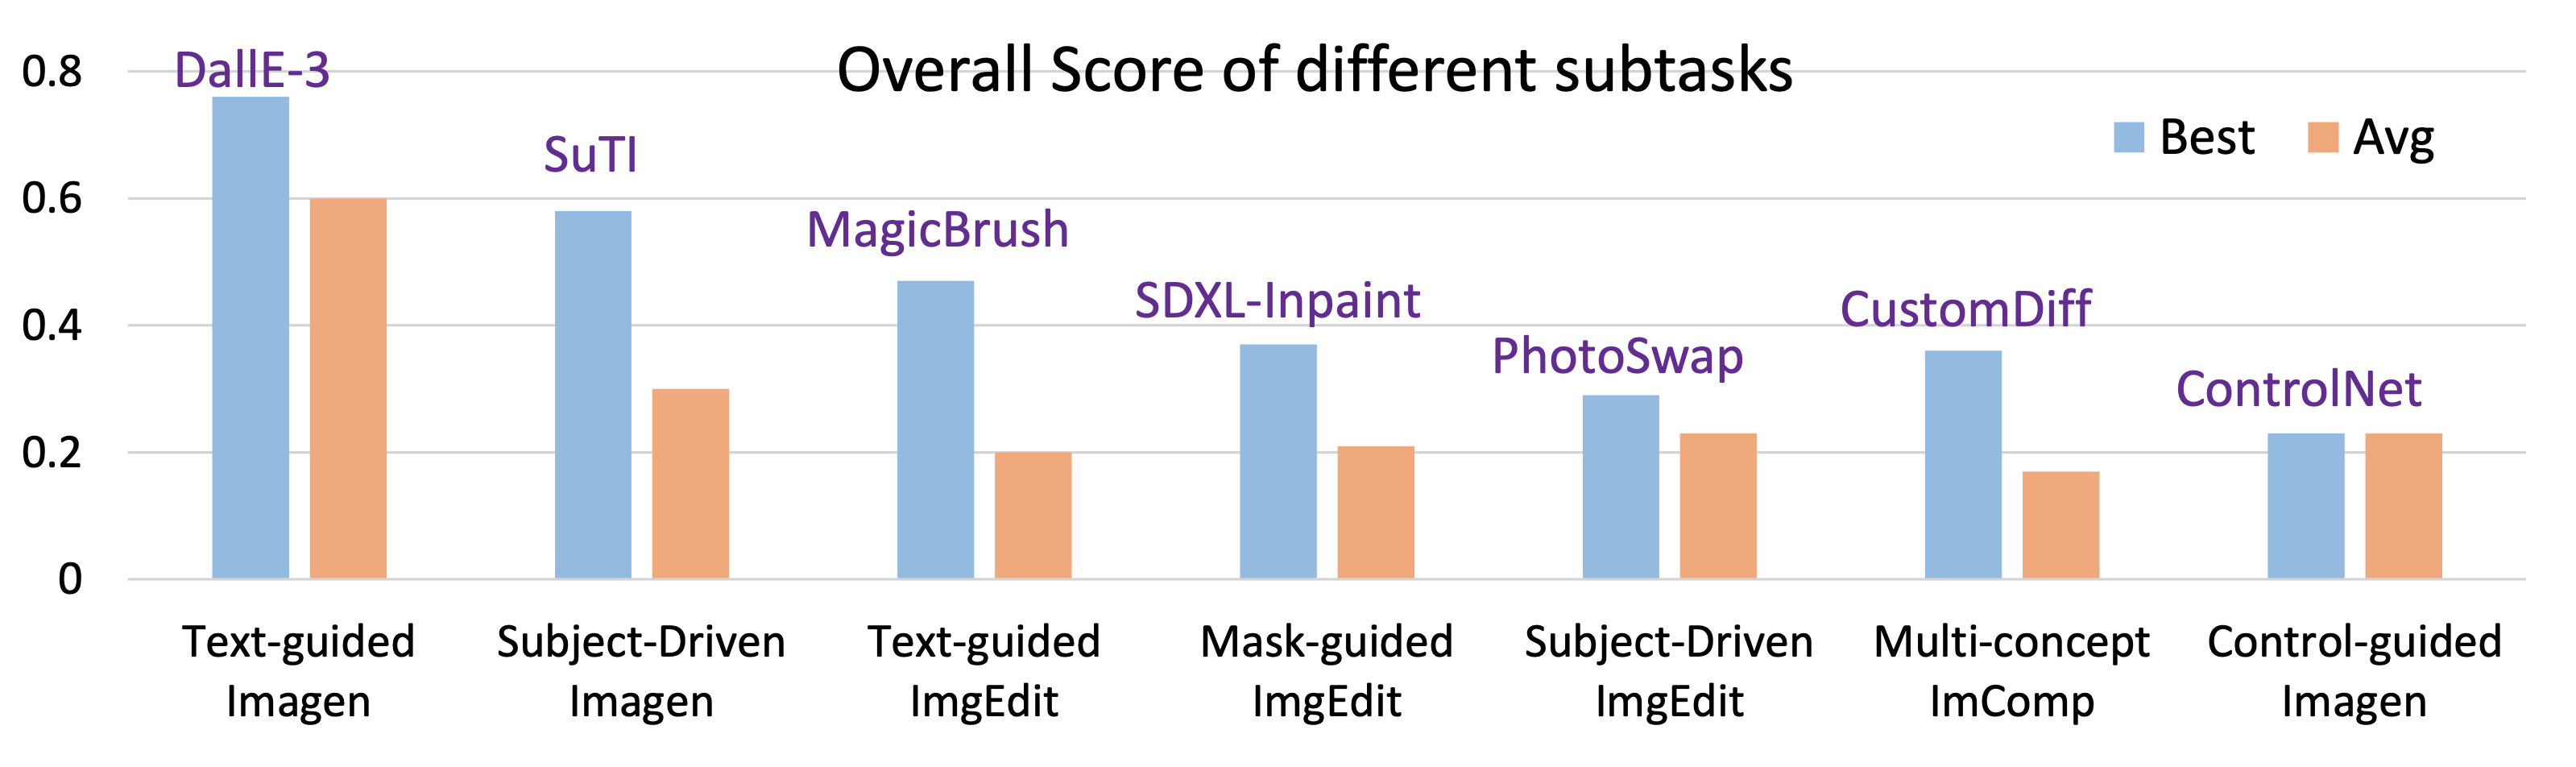 Overall Score of different subtasks
Best
Avg
0.8
0.6
0.4
0.2
0
DallE-3
SuTI
MagicBrush
SDXL-Inpaint
PhotoSwap
CustomDiff
ControlNet
Text-guided
Imagen
Subject-Driven
Imagen
Text-guided
ImgEdit
Mask-guided
ImgEdit
Subject-Driven
ImgEdit
Multi-concept
ImComp
Control-guided
Imagen